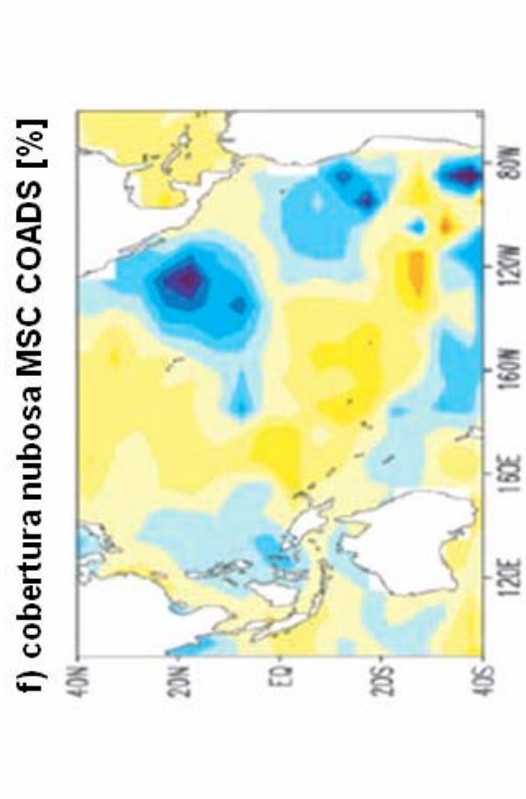 f) cobertura nubosa MSC COADS [%]
40N
20N
EQ
20S
40S
120E
160E
160W
120W
80W